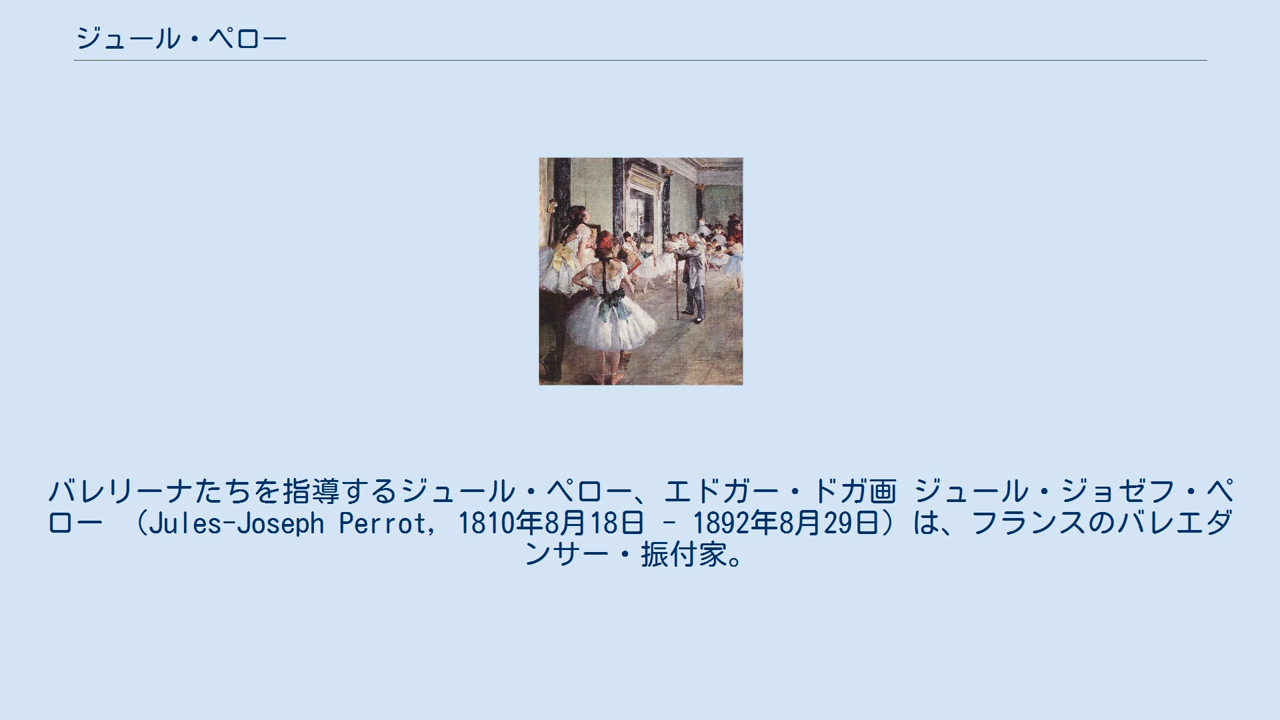 ジュール・ペロー
バレリーナたちを指導するジュール・ペロー、エドガー・ドガ画 ジュール・ジョゼフ・ペ
ロー （Jules-Joseph Perrot, 1810年8月18日 - 1892年8月29日）は、フランスのバレエダ
ンサー・振付家。